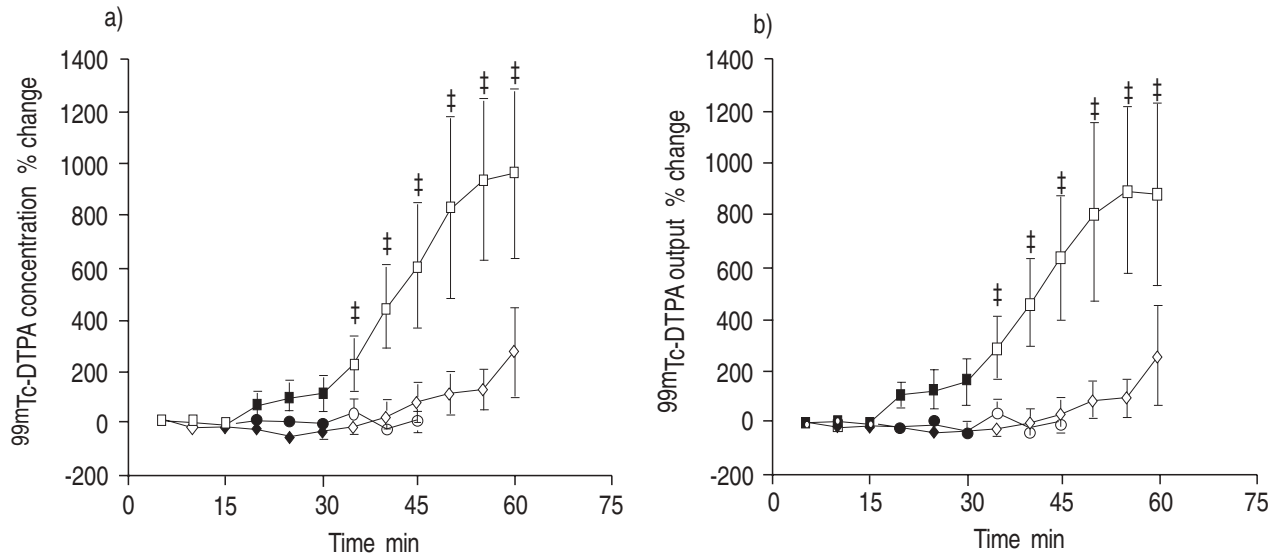 a)
99mTc-DTPA concentration % change
1400
1200
1000
800
600
400
200
0
-200
0 15 30 45 60 75
Time min
‡ ‡ ‡ ‡ ‡ ‡
b)
99mTc-DTPA output % change
1400
1200
1000
800
600
400
200
0
-200
0 15 30 45 60 75
Time min
‡ ‡ ‡ ‡ ‡ ‡